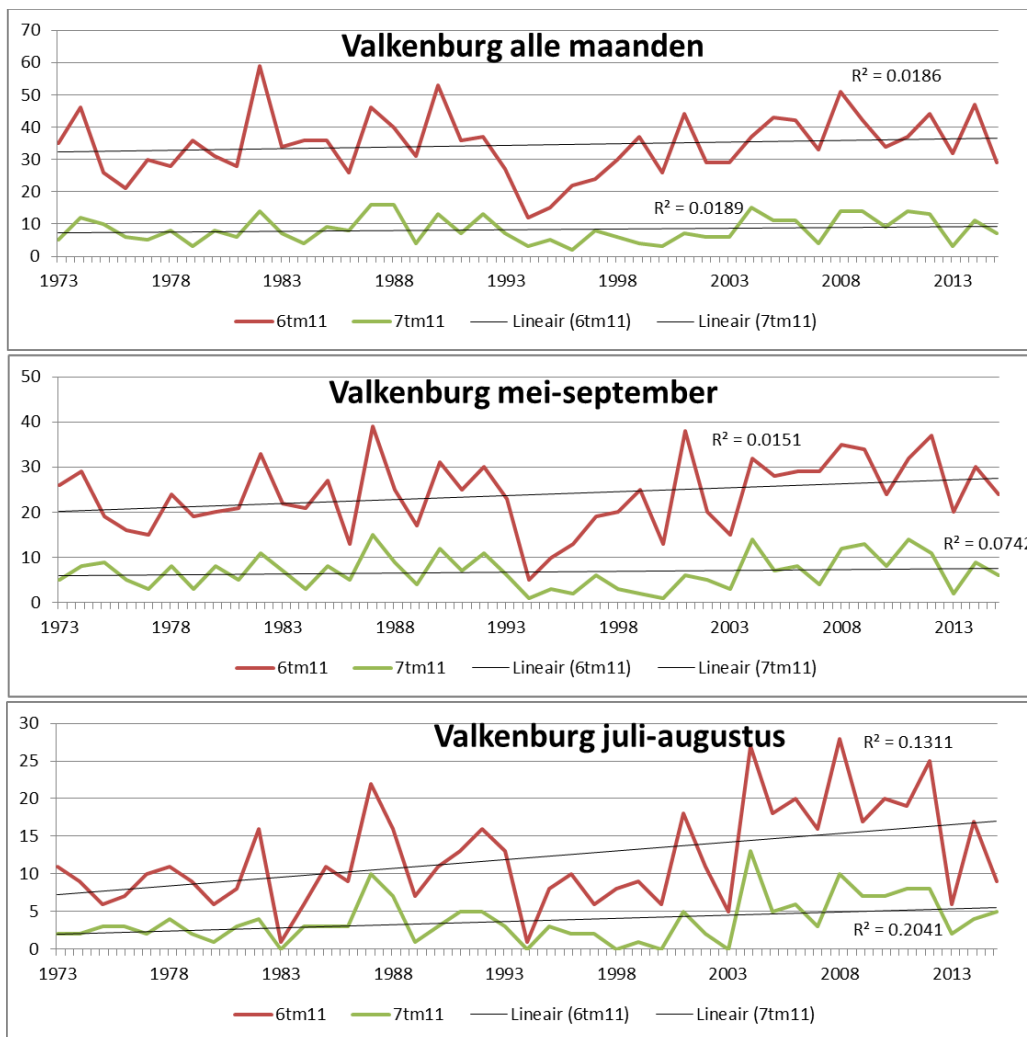 Valkenburg alle maanden
70
60
50
40
30
20
10
0
R² = 0.0186
R² = 0.0189
1973 1978 1983 1988 1993 1998 2003 2008 2013
6tm11 7tm11 Lineair (6tm11) Lineair (7tm11)
Valkenburg mei-september
50
40
30
20
10
0
R² = 0.0151
R² = 0.0742
1973 1978 1983 1988 1993 1998 2003 2008 2013
6tm11 7tm11 Lineair (6tm11) Lineair (7tm11)
Valkenburg juli-augustus
30
25
20
15
10
5
0
R² = 0.1311
R² = 0.2041
1973 1978 1983 1988 1993 1998 2003 2008 2013
6tm11 7tm11 Lineair (6tm11) Lineair (7tm11)